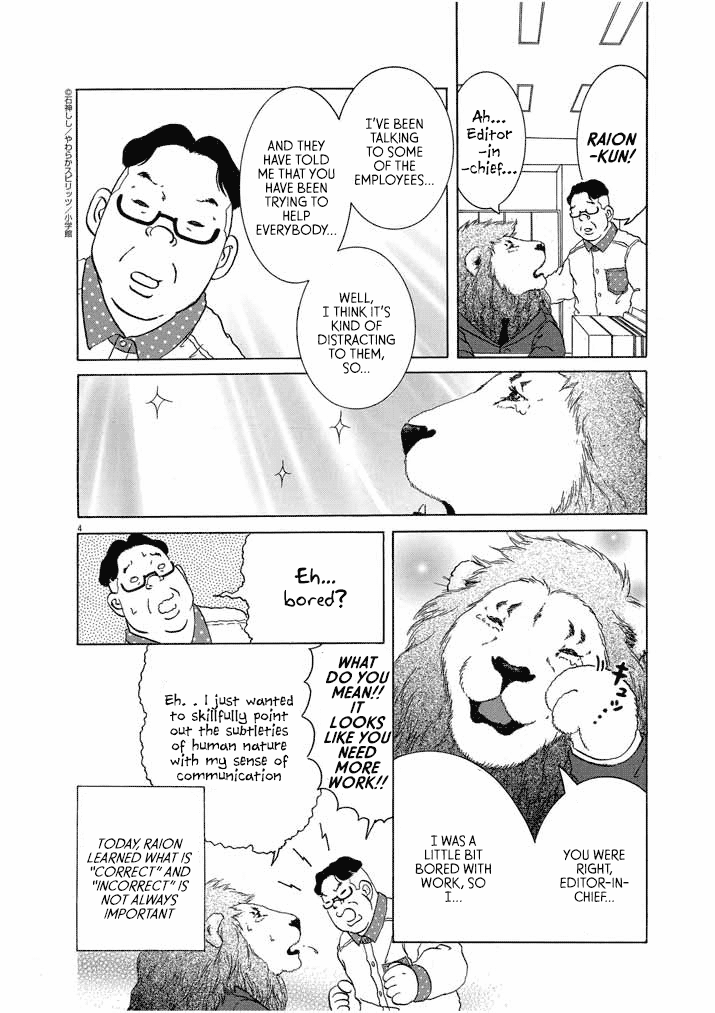 RAION
-KUN!
Ah...
Editor
-in
-chief...
I'VE BEEN
TALKING
TO SOME
OF THE
EMPLOYEES...
AND THEY
HAVE TOLD
ME THAT YOU
HAVE BEEN
TRYING TO
HELP
EVERYBODY...
WELL,
I THINK IT'S
KIND OF
DISTRACTING
TO THEM,
SO...
©石神しし/やわらかスピリッツ/小学館
4
YOU WERE
RIGHT,
EDITOR-IN-
CHIEF...
I WAS A
LITTLE BIT
BORED WITH
WORK, SO
I...
キュッ...
Eh...
bored?
WHAT
DO YOU
MEAN!!
IT
LOOKS
LIKE YOU
NEED
MORE
WORK!!
Eh. . I just wanted
to skillfully point
out the subtleties
of human nature
with my sense of
communication
TODAY, RAION
LEARNED WHAT IS
"CORRECT" AND
"INCORRECT" IS
NOT ALWAYS
IMPORTANT